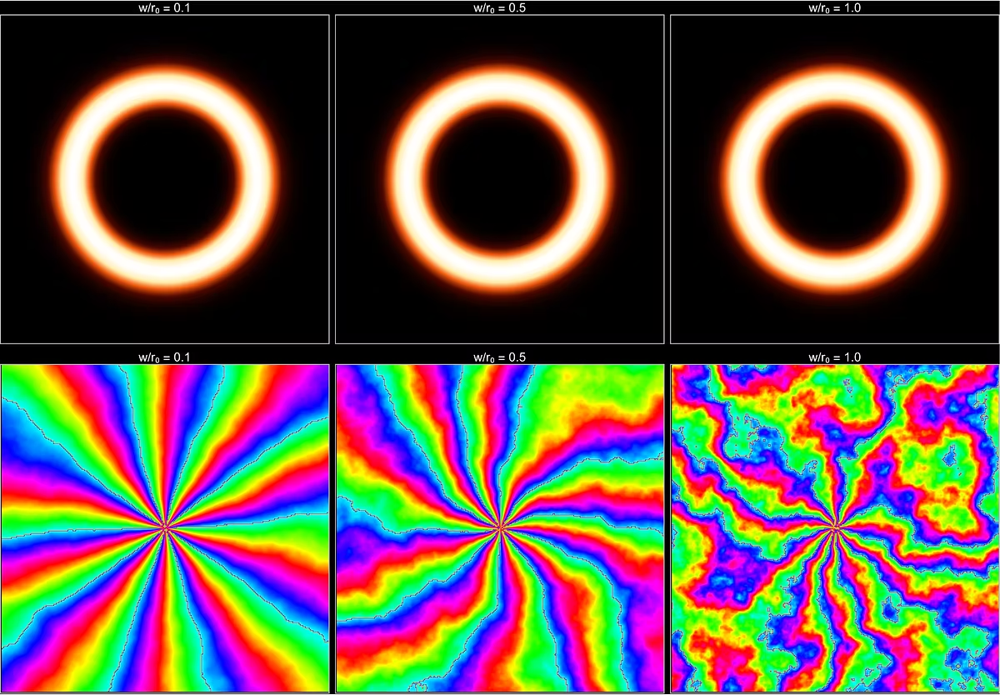 w/r₀ = 0.1
w/r₀ = 0.5
w/r₀ = 1.0
w/r₀ = 0.1
w/r₀ = 0.5
w/r₀ = 1.0